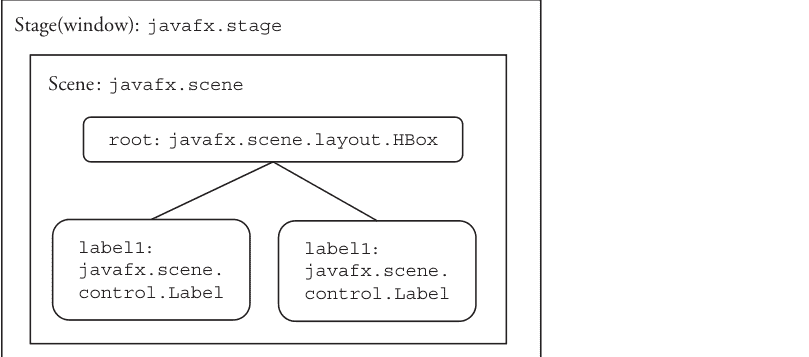 Stage(window): javafx.stage
Scene: javafx.scene
root: javafx.scene.layout.HBox
label1:
javafx.scene.
control.Label
label1:
javafx.scene.
control.Label